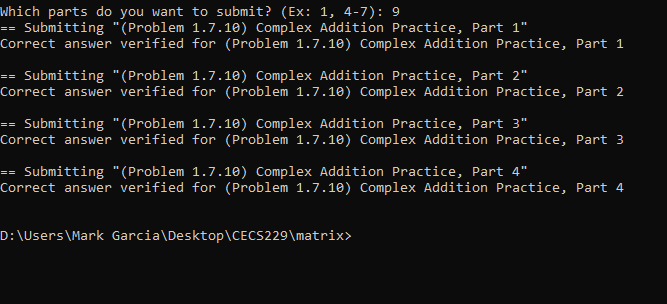 Which parts do you want to submit? (Ex: 1, 4-7): 9
== Submitting "(Problem 1.7.10) Complex Addition Practice, Part 1"
Correct answer verified for (Problem 1.7.10) Complex Addition Practice, Part 1
== Submitting "(Problem 1.7.10) Complex Addition Practice, Part 2"
Correct answer verified for (Problem 1.7.10) Complex Addition Practice, Part 2
== Submitting "(Problem 1.7.10) Complex Addition Practice, Part 3"
Correct answer verified for (Problem 1.7.10) Complex Addition Practice, Part 3
== Submitting "(Problem 1.7.10) Complex Addition Practice, Part 4"
Correct answer verified for (Problem 1.7.10) Complex Addition Practice, Part 4
D:\Users\Mark Garcia\Desktop\CECS229\matrix>